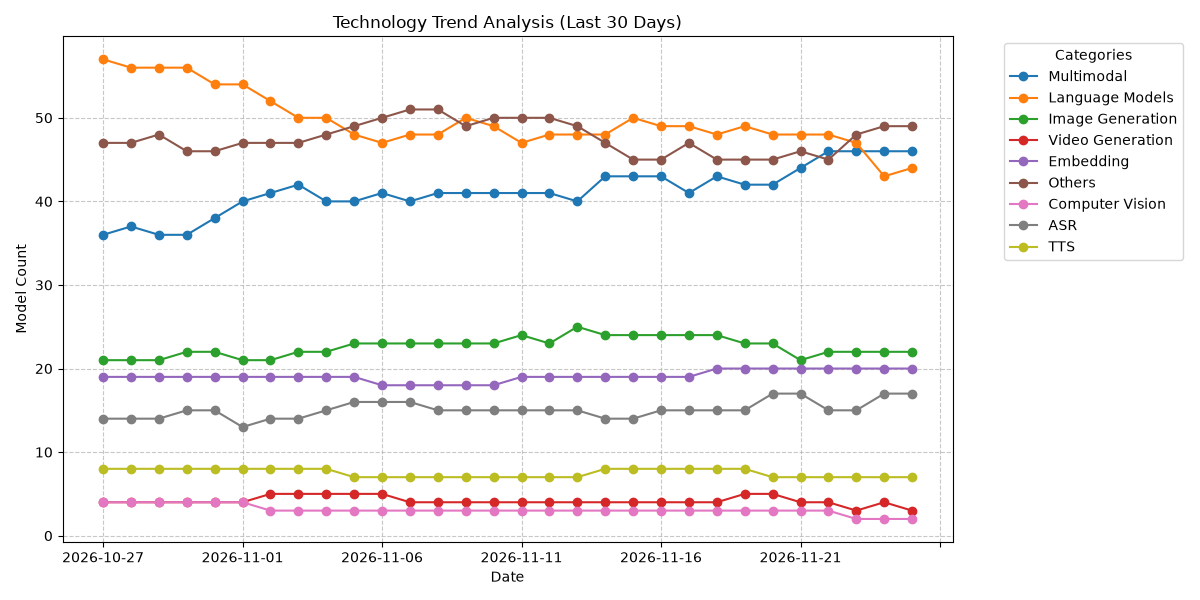 Technology Trend Analysis (Last 30 Days)
Categories
Multimodal
Language Models
Image Generation
Video Generation
Embedding
Others
Computer Vision
ASR
TTS
Model Count
50
40
30
20
10
0
2026-10-27 2026-11-01 2026-11-06 2026-11-11 2026-11-16 2026-11-21
Date